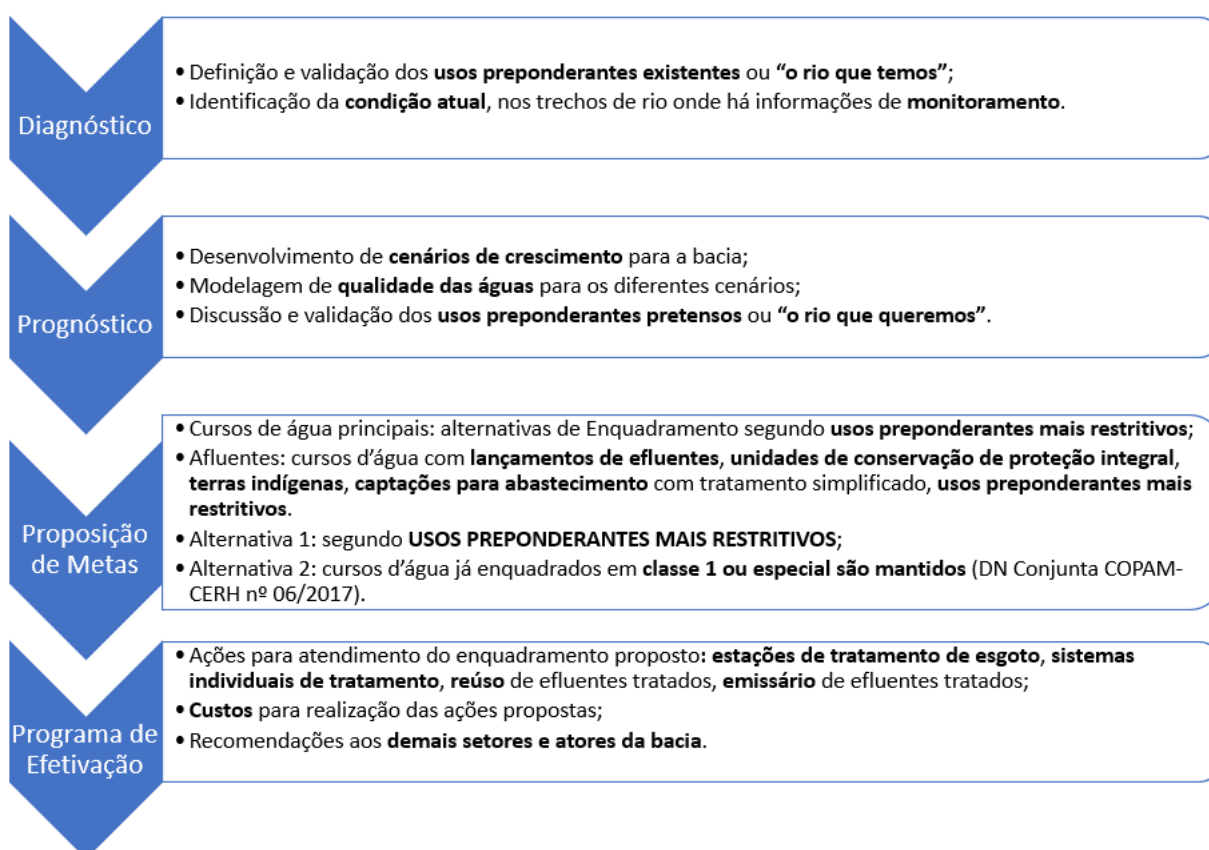 Diagnóstico
• Definição e validação dos usos preponderantes existentes ou “o rio que temos”;
• Identificação da condição atual, nos trechos de rio onde há informações de monitoramento.
Prognóstico
• Desenvolvimento de cenários de crescimento para a bacia;
• Modelagem de qualidade das águas para os diferentes cenários;
• Discussão e validação dos usos preponderantes pretensos ou “o rio que queremos”.
Proposição
de Metas
• Cursos de água principais: alternativas de Enquadramento segundo usos preponderantes mais restritivos;
• Afluentes: cursos d’água com lançamentos de efluentes, unidades de conservação de proteção integral,
terras indígenas, captações para abastecimento com tratamento simplificado, usos preponderantes mais
restritivos.
• Alternativa 1: segundo USOS PREPONDERANTES MAIS RESTRITIVOS;
• Alternativa 2: cursos d’água já enquadrados em classe 1 ou especial são mantidos (DN Conjunta COPAM-
CERH nº 06/2017).
Programa de
Efetivação
• Ações para atendimento do enquadramento proposto: estações de tratamento de esgoto, sistemas
individuais de tratamento, reúso de efluentes tratados, emissário de efluentes tratados;
• Custos para realização das ações propostas;
• Recomendações aos demais setores e atores da bacia.